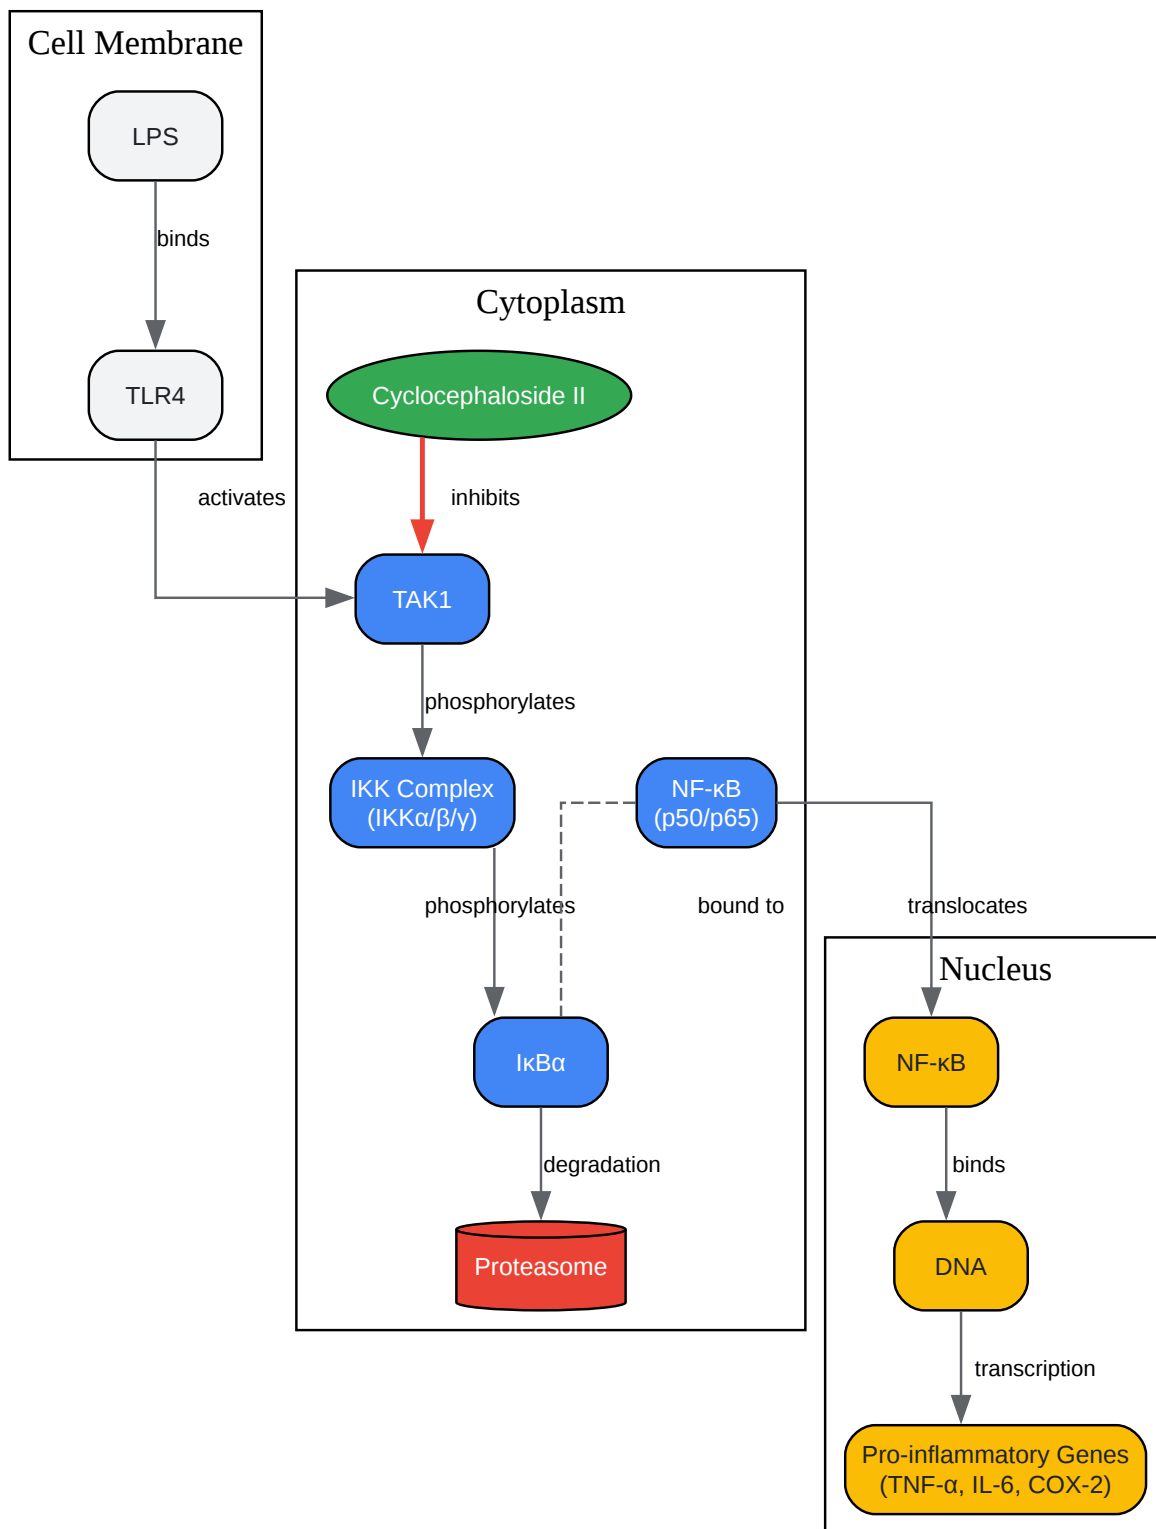 Cell Membrane
LPS
binds
TLR4
activates
Cytoplasm
Cyclocephaloside II
inhibits
TAK1
phosphorylates
IKK Complex
(IKKα/β/γ)
NF-κB
(p50/p65)
phosphorylates
bound to
translocates
IκBα
degradation
Proteasome
Nucleus
NF-κB
binds
DNA
transcription
Pro-inflammatory Genes
(TNF-α, IL-6, COX-2)